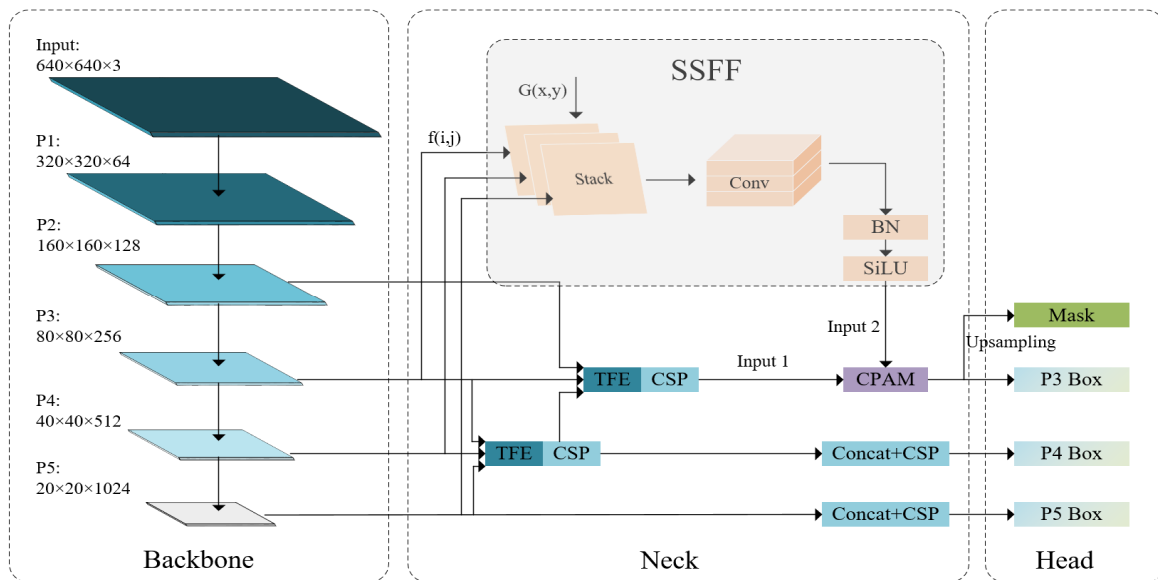 Input:
640×640×3
P1:
320×320×64
P2:
160×160×128
P3:
80×80×256
P4:
40×40×512
P5:
20×20×1024
Backbone
SSFF
G(x,y)
f(i,j)
Stack
Conv
BN
SiLU
Input 2
Input 1
TFE CSP
CPAM
TFE CSP
Concat+CSP
Concat+CSP
Neck
Mask
Upsampling
P3 Box
P4 Box
P5 Box
Head